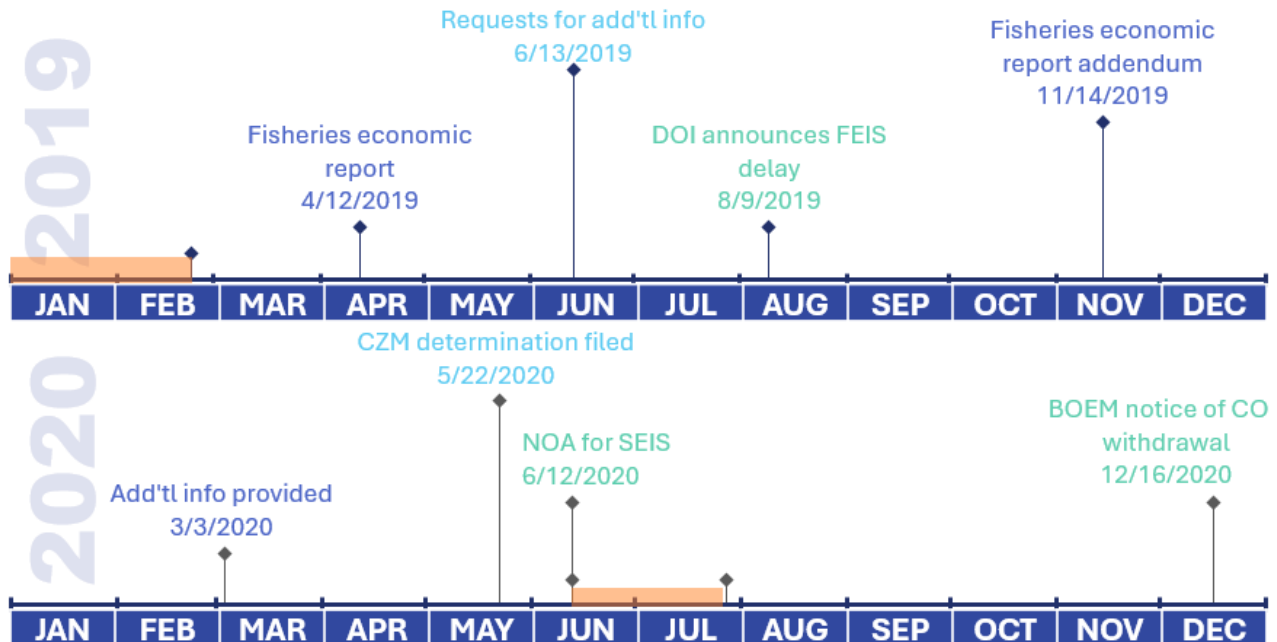 2019
Requests for add'tl info
6/13/2019
Fisheries economic
report addendum
11/14/2019
Fisheries economic
report
4/12/2019
DOI announces FEIS
delay
8/9/2019
JAN FEB MAR APR MAY JUN JUL AUG SEP OCT NOV DEC
2020
CZM determination filed
5/22/2020
BOEM notice of CO
withdrawal
12/16/2020
NOA for SEIS
6/12/2020
Add'tl info provided
3/3/2020
JAN FEB MAR APR MAY JUN JUL AUG SEP OCT NOV DEC